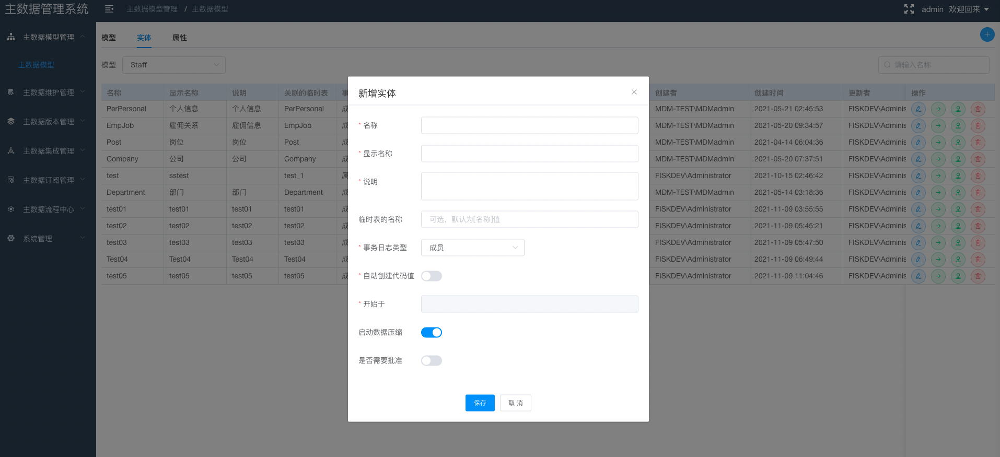 主数据管理系统
主数据模型管理 / 主数据模型
admin 欢迎回来
主数据模型管理
主数据模型
主数据维护管理
主数据版本管理
主数据集成管理
主数据订阅管理
主数据流程中心
系统管理
模型 实体 属性
模型 Staff
请输入名称
名称 显示名称 说明 关联的临时表 事 创建者 创建时间 更新者 操作
PerPersonal 个人信息 个人信息 PerPersonal 成 MDM-TEST\MDMadmin 2021-05-21 02:45:53 FISKDEV\Adminis
EmpJob 雇佣关系 雇佣信息 EmpJob 成 MDM-TEST\MDMadmin 2021-05-20 09:34:57 FISKDEV\Adminis
Post 岗位 岗位 Post 成 MDM-TEST\MDMadmin 2021-04-14 06:04:36 FISKDEV\Adminis
Company 公司 公司 Company 成 MDM-TEST\MDMadmin 2021-05-20 07:37:51 FISKDEV\Adminis
test sstest test_1 属 FISKDEV\Administrator 2021-10-15 02:46:42 FISKDEV\Adminis
Department 部门 部门 Department 成 MDM-TEST\MDMadmin 2021-05-14 03:18:36 FISKDEV\Adminis
test01 test01 test01 test01 成 FISKDEV\Administrator 2021-11-09 03:55:55 FISKDEV\Adminis
test02 test02 test02 test02 成 FISKDEV\Administrator 2021-11-09 05:45:21 FISKDEV\Adminis
test03 test03 test03 test03 成 FISKDEV\Administrator 2021-11-09 05:47:50 FISKDEV\Adminis
Test04 Test04 Test04 Test04 成 FISKDEV\Administrator 2021-11-09 06:49:44 FISKDEV\Adminis
test05 test05 test05 test05 成 FISKDEV\Administrator 2021-11-09 11:04:46 FISKDEV\Adminis
新增实体
* 名称
* 显示名称
* 说明
临时表的名称 可选，默认为[名称]值
* 事务日志类型 成员
* 自动创建代码值
* 开始于
启动数据压缩
是否需要批准
保存 取消